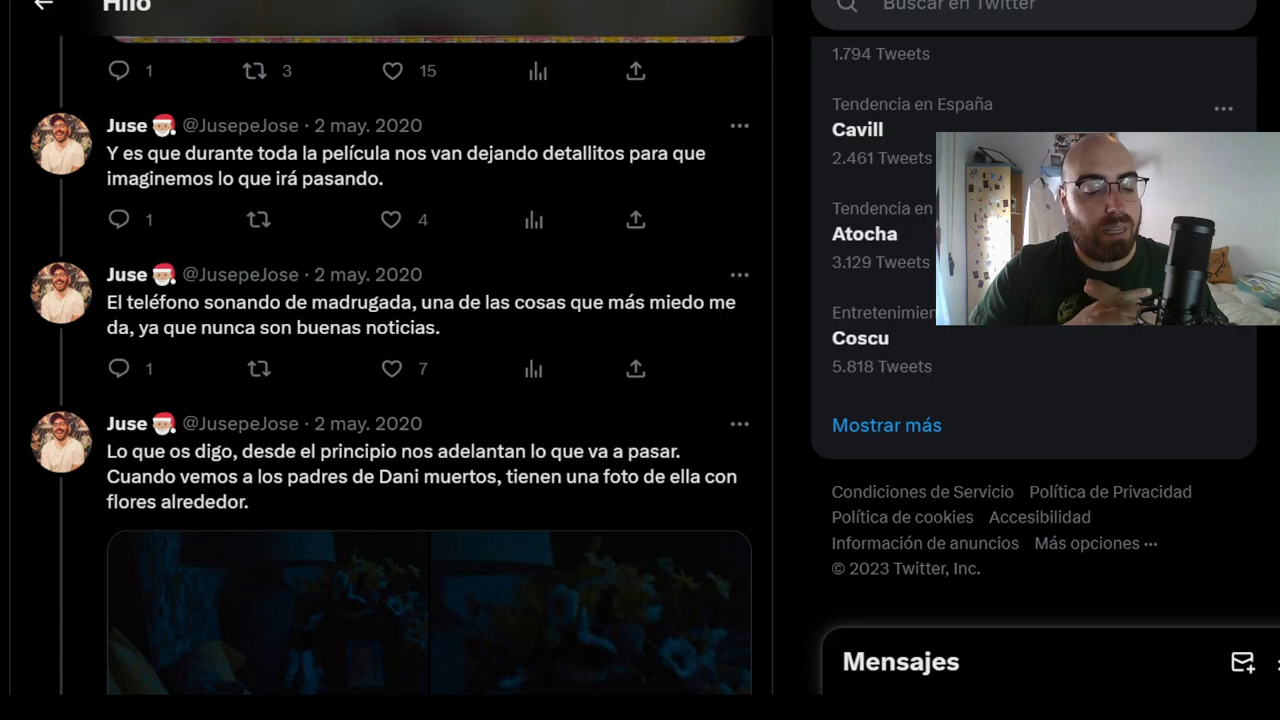 Hilo
1
3
15
Juse @JusepeJose · 2 may. 2020
Y es que durante toda la película nos van dejando detallitos para que
imaginemos lo que irá pasando.
1
4
Juse @JusepeJose · 2 may. 2020
El teléfono sonando de madrugada, una de las cosas que más miedo me
da, ya que nunca son buenas noticias.
1
7
Juse @JusepeJose · 2 may. 2020
Lo que os digo, desde el principio nos adelantan lo que va a pasar.
Cuando vemos a los padres de Dani muertos, tienen una foto de ella con
flores alrededor.
Buscar en Twitter
1.794 Tweets
Tendencia en España
Cavill
2.461 Tweets
Tendencia en
Atocha
3.129 Tweets
Entretenimien
Coscu
5.818 Tweets
Mostrar más
Condiciones de Servicio Política de Privacidad
Política de cookies Accesibilidad
Información de anuncios Más opciones ···
© 2023 Twitter, Inc.
Mensajes